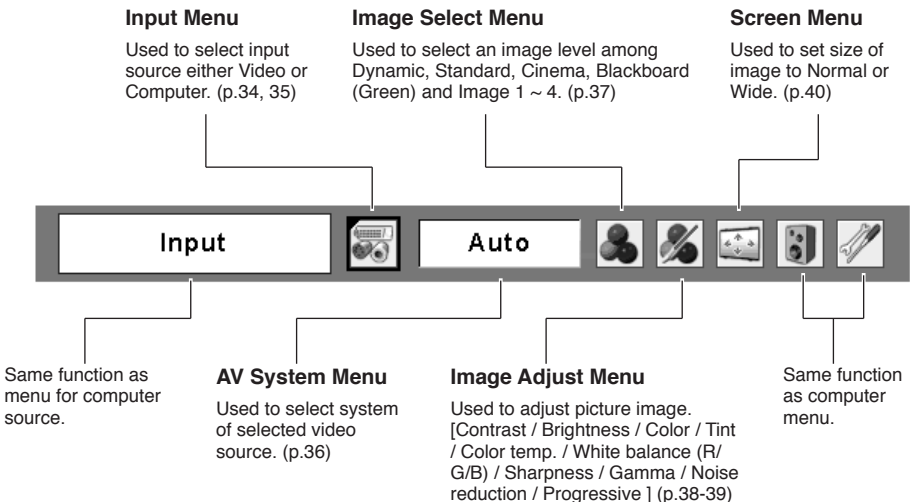 Input Menu
Used to select input
source either Video or
Computer. (p.34, 35)
Image Select Menu
Used to select an image level among
Dynamic, Standard, Cinema, Blackboard
(Green) and Image 1 ~ 4. (p.37)
Screen Menu
Used to set size of
image to Normal or
Wide. (p.40)
Input
Auto
Same function as
menu for computer
source.
AV System Menu
Used to select system
of selected video
source. (p.36)
Image Adjust Menu
Used to adjust picture image.
[Contrast / Brightness / Color / Tint
/ Color temp. / White balance (R/
G/B) / Sharpness / Gamma / Noise
reduction / Progressive ] (p.38-39)
Same function
as computer
menu.